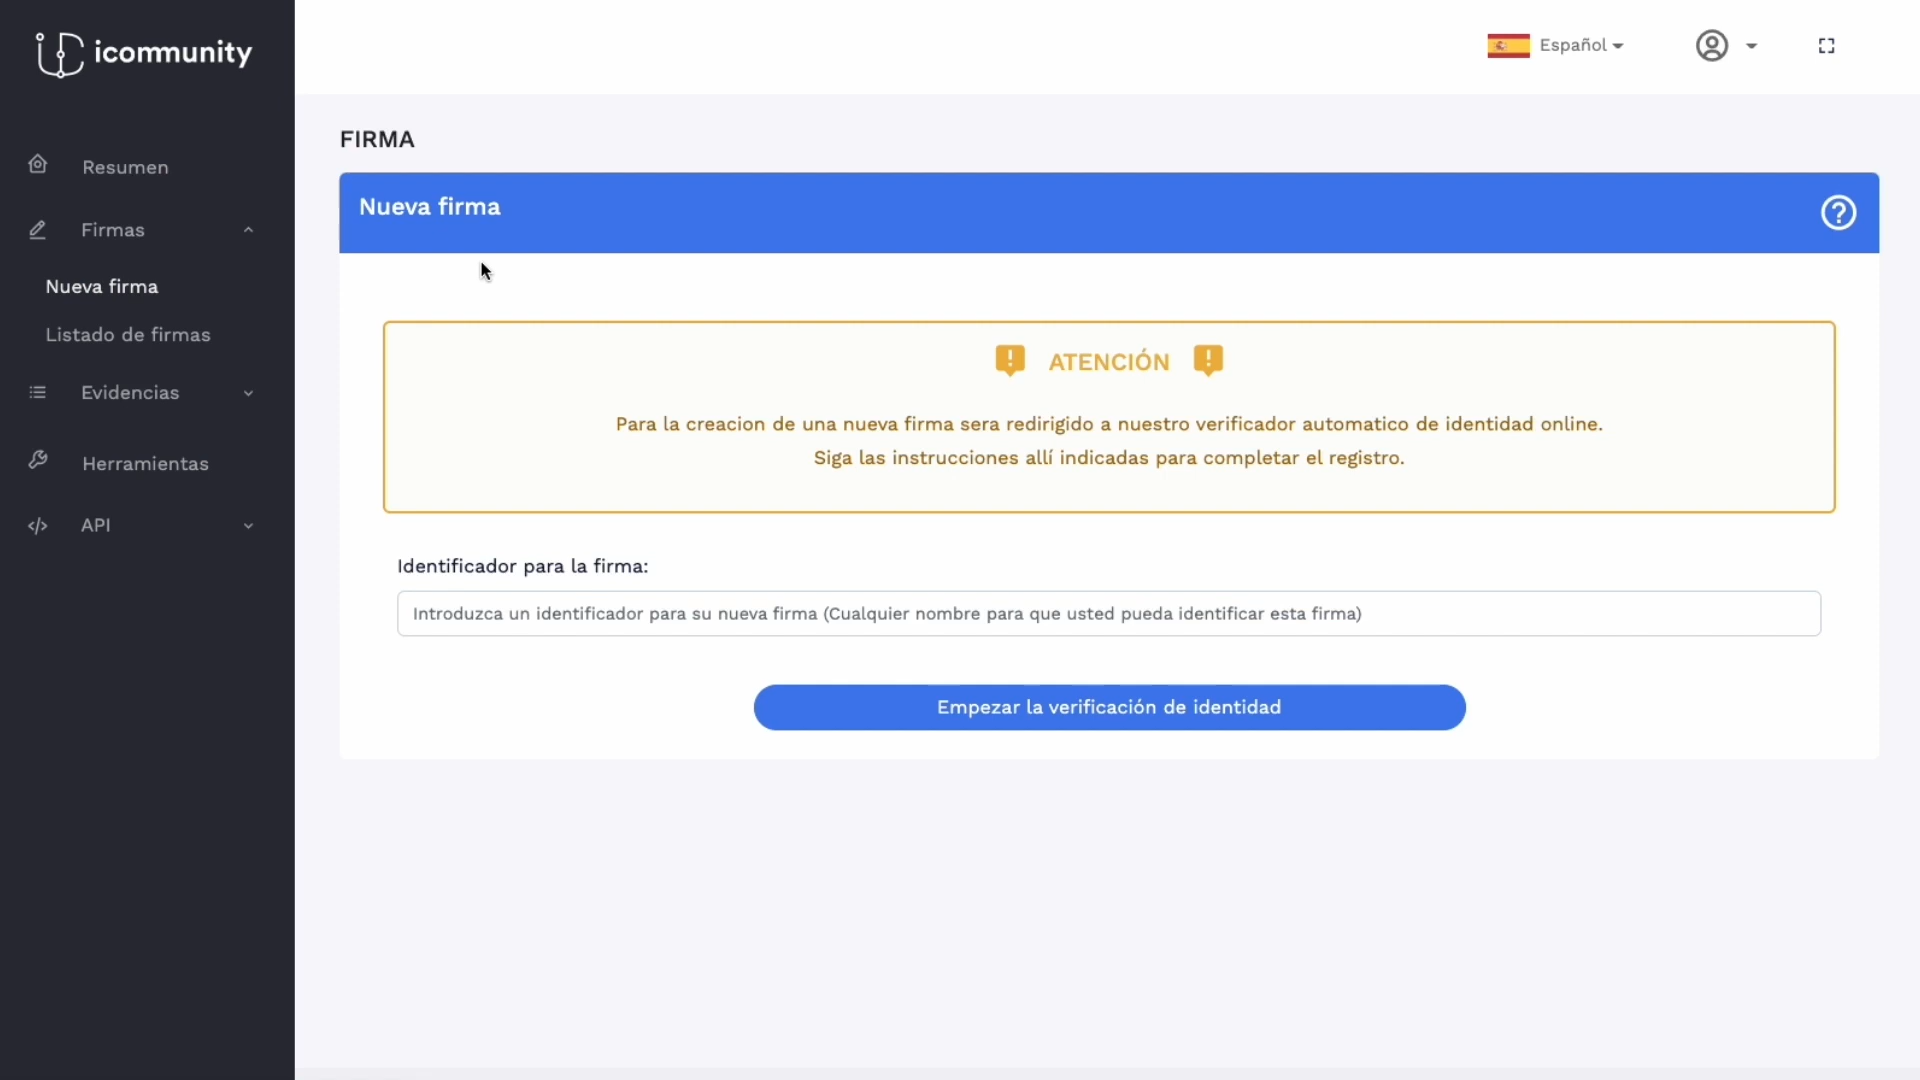 icommunity
Español
Resumen
Firmas
Nueva firma
Listado de firmas
Evidencias
Herramientas
API
FIRMA
Nueva firma
ATENCIÓN
Para la creacion de una nueva firma sera redirigido a nuestro verificador automatico de identidad online.
Siga las instrucciones allí indicadas para completar el registro.
Identificador para la firma:
Introduzca un identificador para su nueva firma (Cualquier nombre para que usted pueda identificar esta firma)
Empezar la verificación de identidad